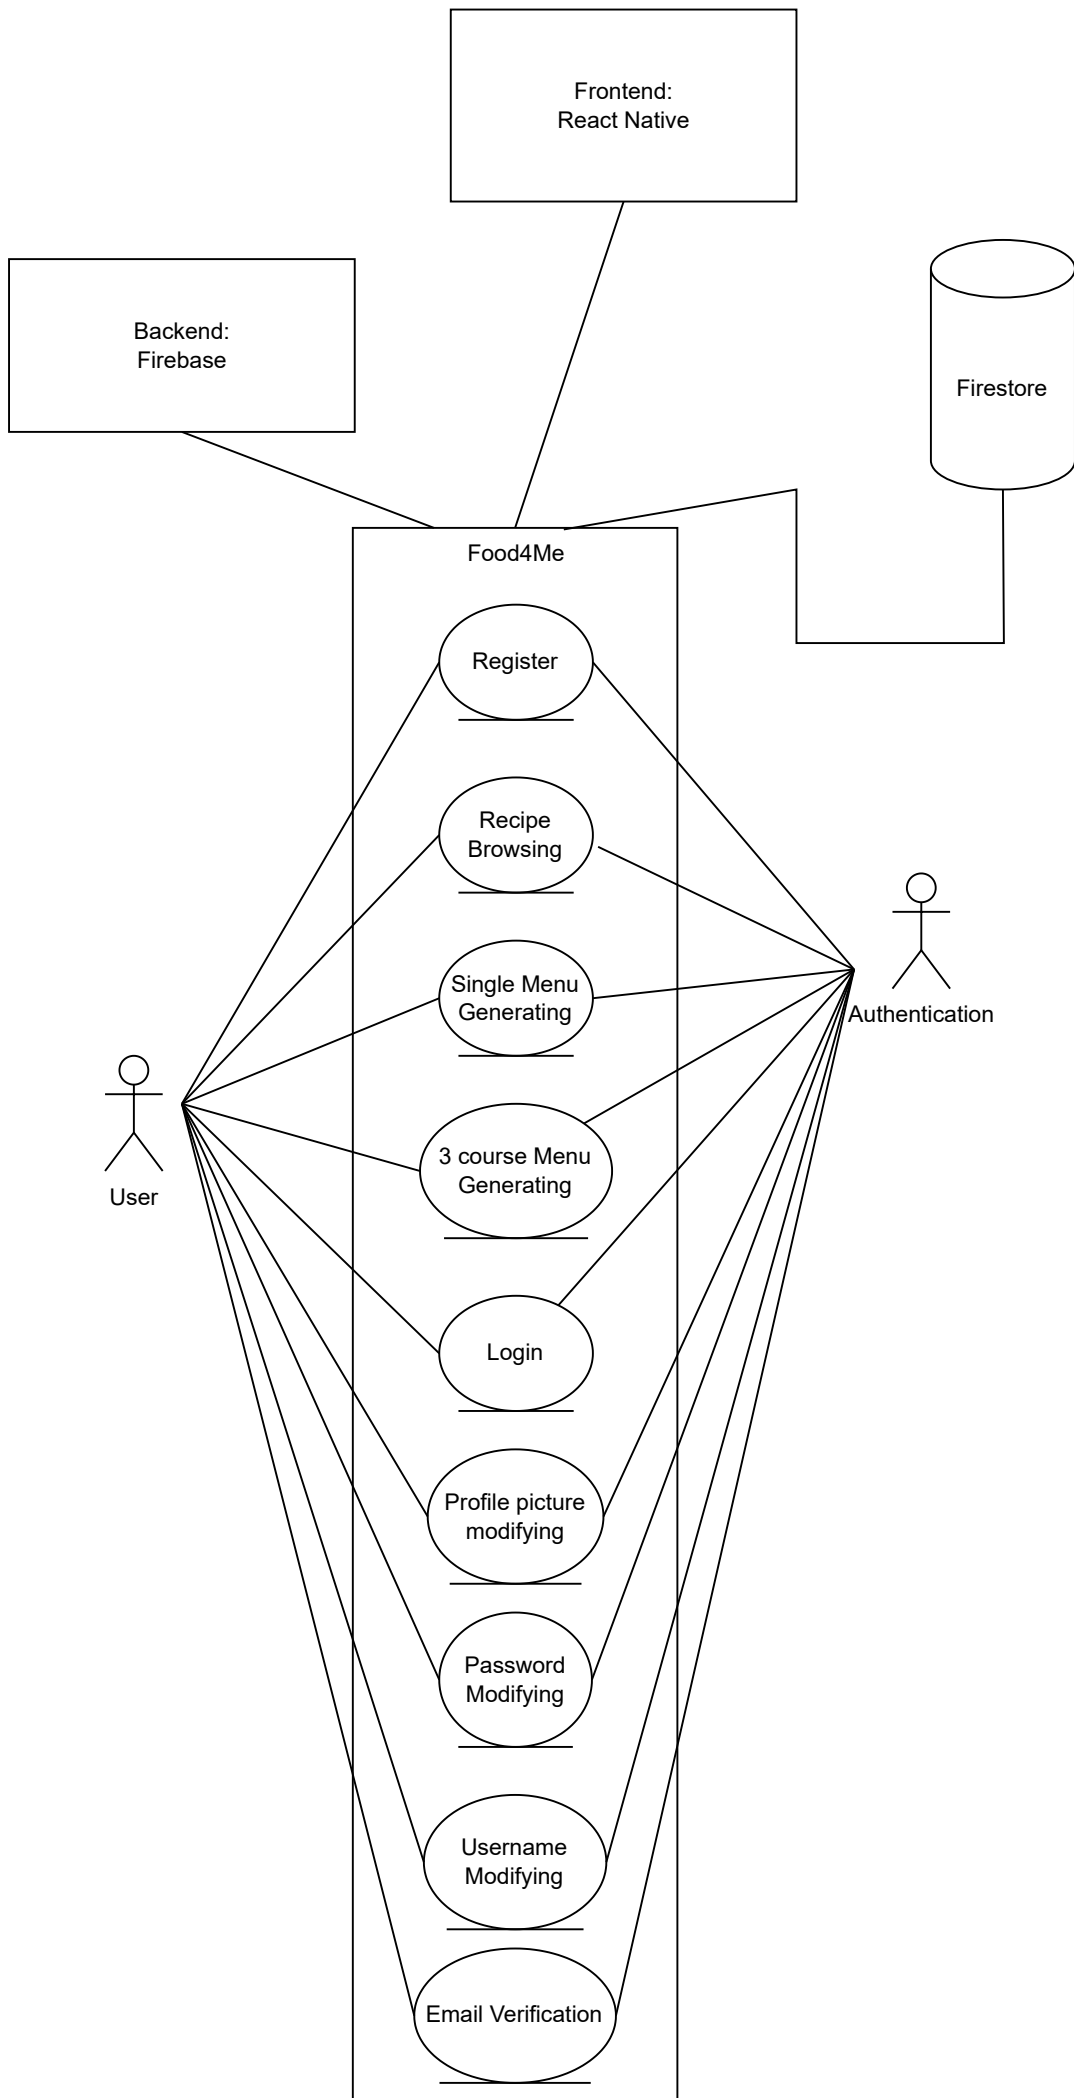 Frontend:
React Native
Backend:
Firebase
Firestore
Food4Me
Register
Recipe
Browsing
Single Menu
Generating
Authentication
User
3 course Menu
Generating
Login
Profile picture
modifying
Password
Modifying
Username
Modifying
Email Verification